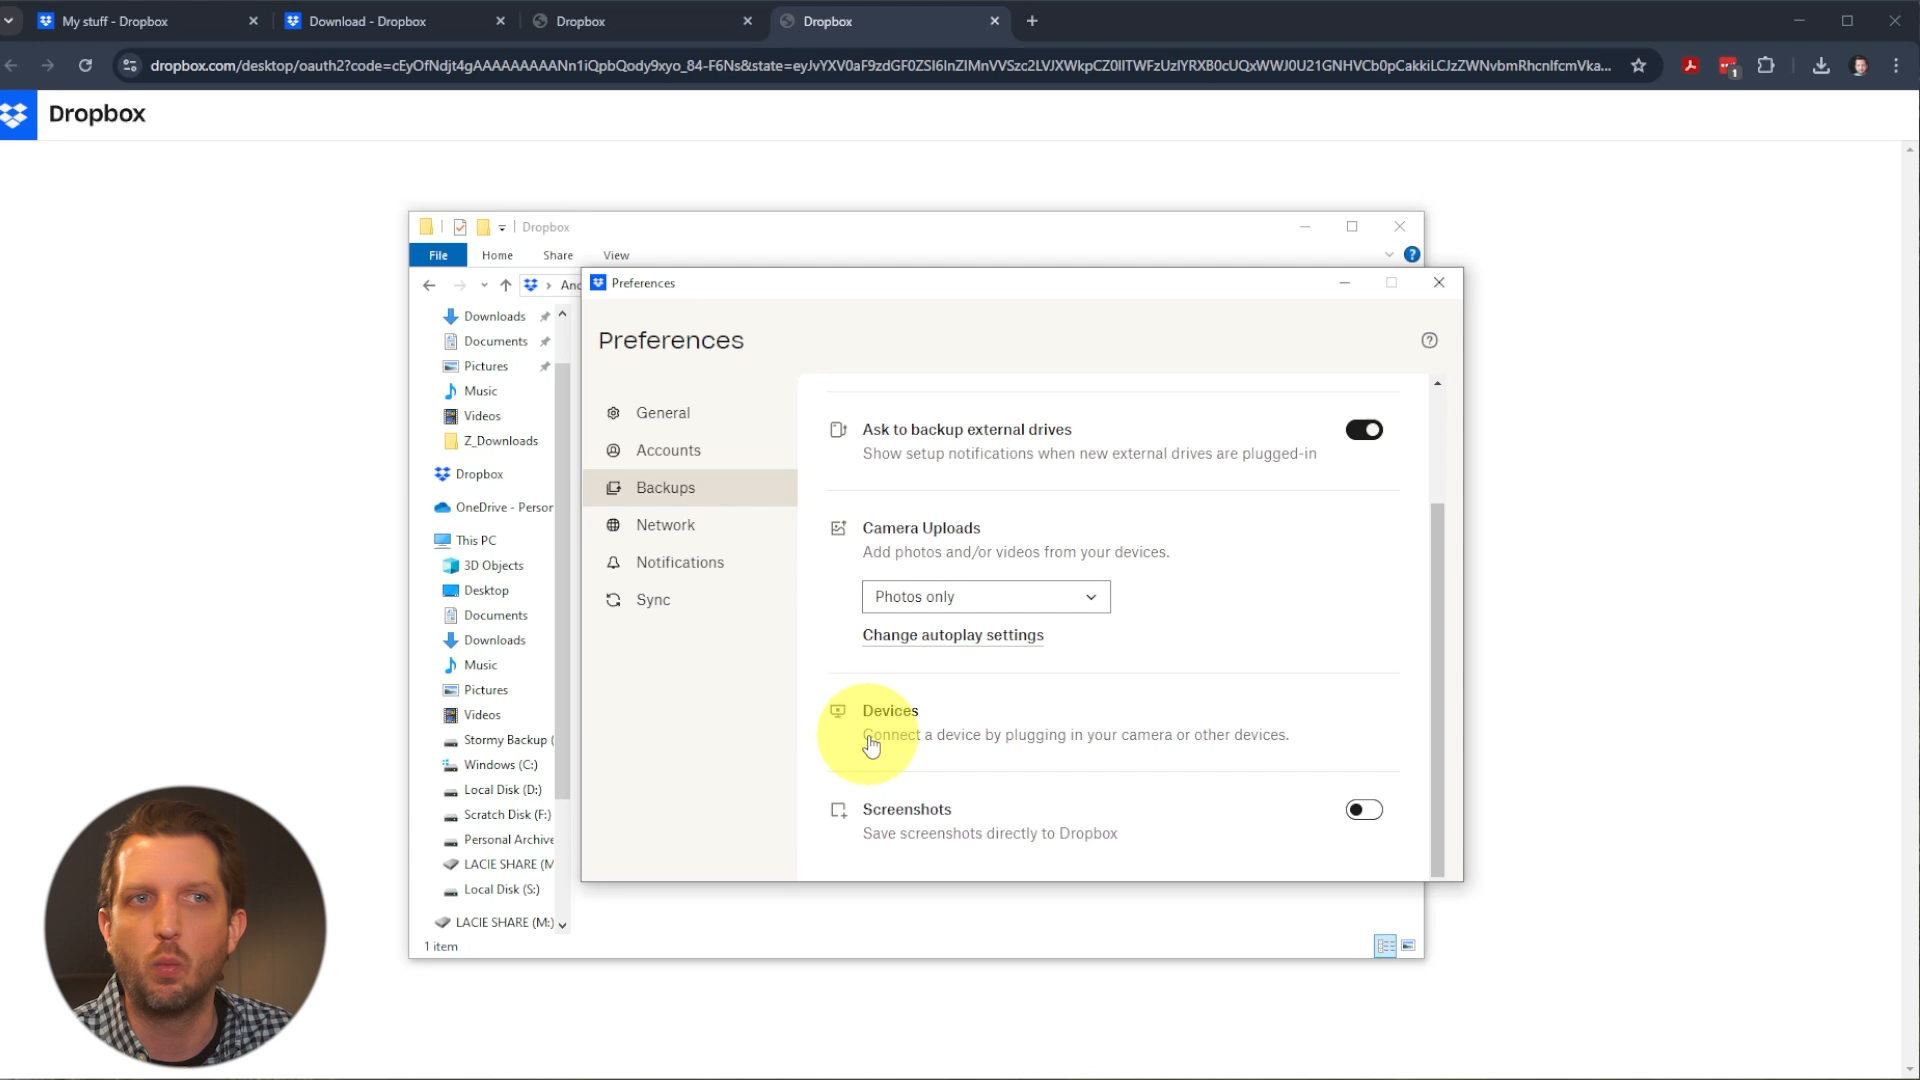 My stuff - Dropbox
Download - Dropbox
Dropbox
Dropbox
dropbox.com/desktop/oauth2?code=
1
Dropbox
Dropbox
File
Home
Share
View
?
Downloads
Documents
Pictures
Music
Videos
Z_Downloads
Dropbox
OneDrive - Person
This PC
3D Objects
Desktop
Documents
Downloads
Music
Pictures
Videos
Stormy Backup (
Windows (C:)
Local Disk (D:)
Scratch Disk (F:)
Personal Archive
LACIE SHARE (M
Local Disk (S:)
LACIE SHARE (M:)
1 item
Preferences
Preferences
General
Accounts
Backups
Network
Notifications
Sync
Ask to backup external drives
Show setup notifications when new external drives are plugged-in
Camera Uploads
Add photos and/or videos from your devices.
Photos only
Change autoplay settings
Devices
Connect a device by plugging in your camera or other devices.
Screenshots
Save screenshots directly to Dropbox